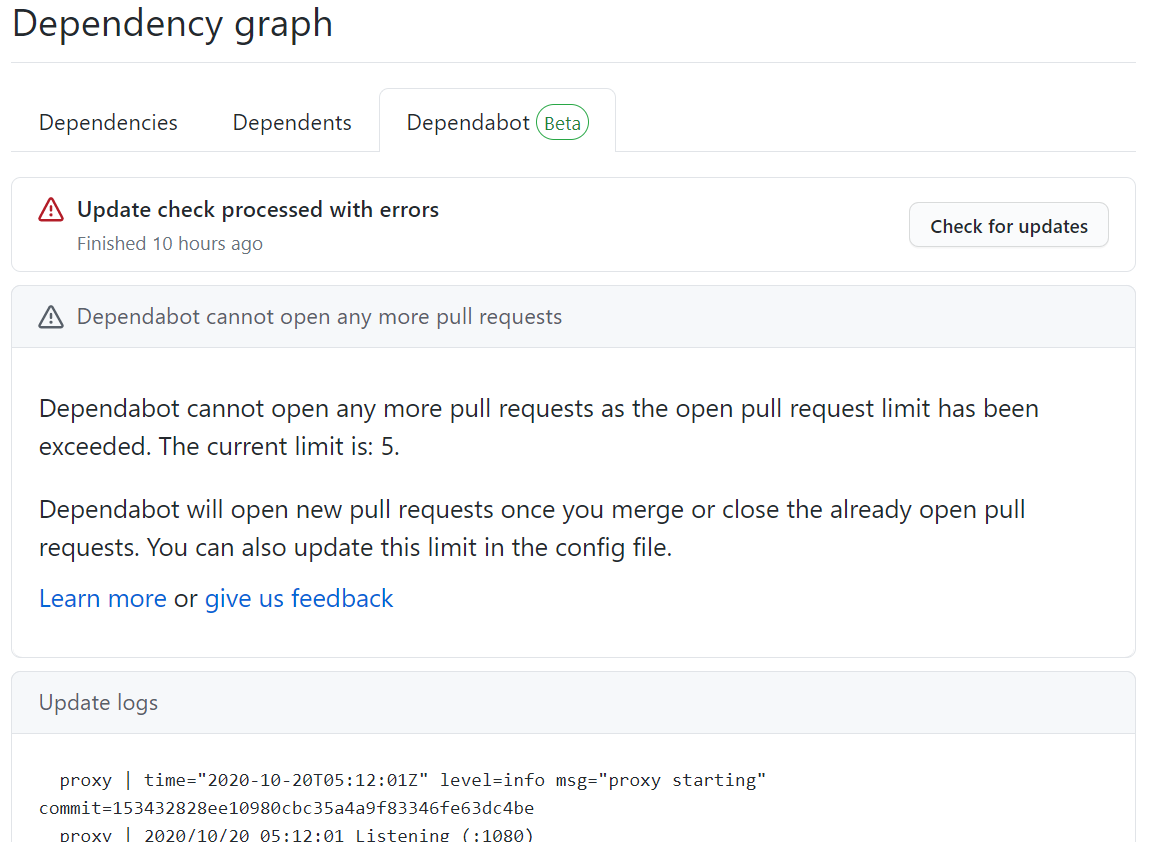 Dependency graph
Dependencies Dependents Dependabot Beta
Update check processed with errors
Finished 10 hours ago
Check for updates
Dependabot cannot open any more pull requests
Dependabot cannot open any more pull requests as the open pull request limit has been
exceeded. The current limit is: 5.
Dependabot will open new pull requests once you merge or close the already open pull
requests. You can also update this limit in the config file.
Learn more or give us feedback
Update logs
proxy | time="2020-10-20T05:12:01Z" level=info msg="proxy starting"
commit=153432828ee10980cbc35a4a9f83346fe63dc4be
proxy | 2020/10/20 05:12:01 Listening (:1080)